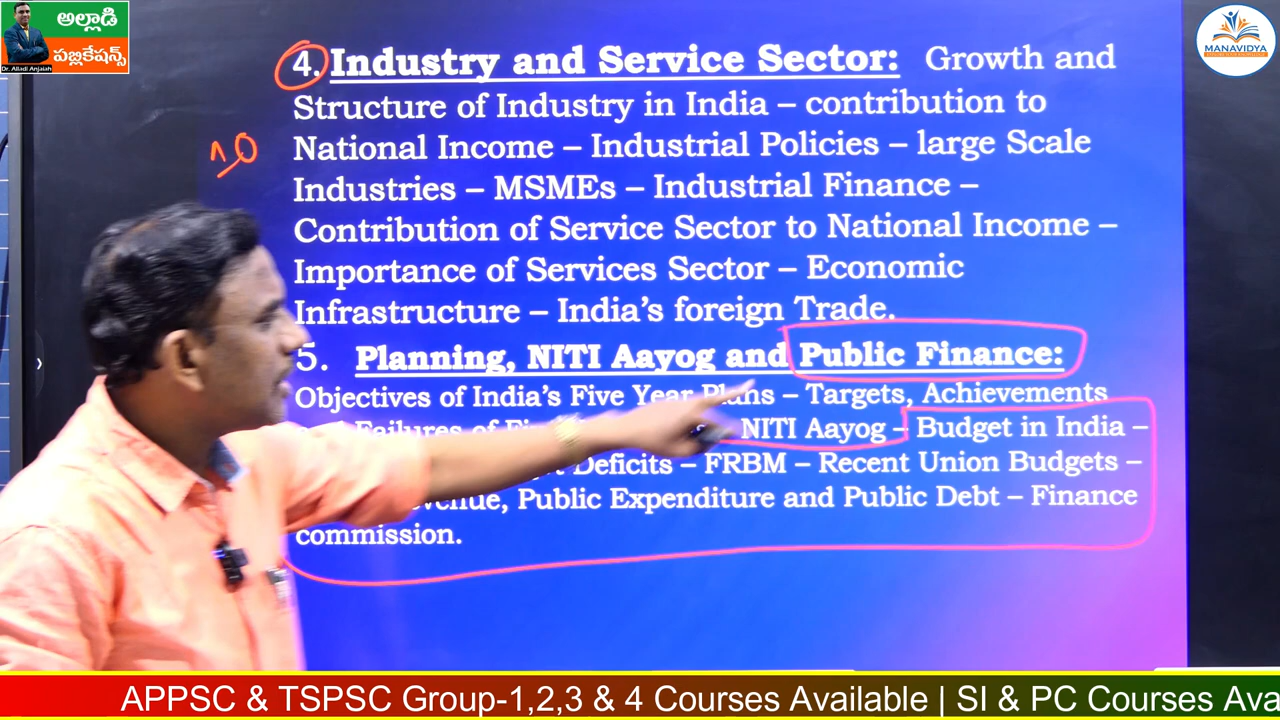 అల్లాడి
పబ్లికేషన్స్
Dr. Alladi Anjaiah
MANAVIDYA
4. Industry and Service Sector: Growth and
Structure of Industry in India – contribution to
National Income – Industrial Policies – large Scale
Industries – MSMEs – Industrial Finance –
Contribution of Service Sector to National Income –
Importance of Services Sector – Economic
Infrastructure – India's foreign Trade.
5. Planning, NITI Aayog and Public Finance:
Objectives of India's Five Year Plans – Targets, Achievements
Failures of NITI Aayog – Budget in India –
Deficits – FRBM – Recent Union Budgets –
Public Expenditure and Public Debt – Finance
commission.
APPSC & TSPSC Group-1,2,3 & 4 Courses Available | SI & PC Courses Ava